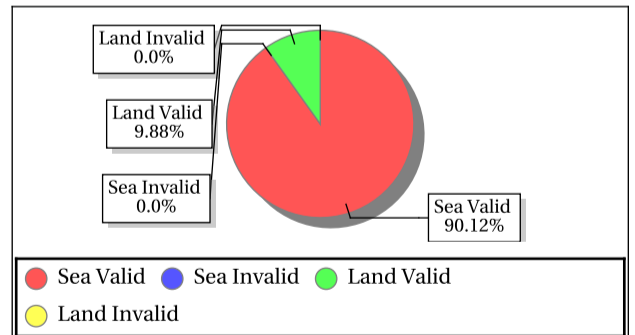 Land Invalid
0.0%
Land Valid
9.88%
Sea Invalid
0.0%
Sea Valid
90.12%
Sea Valid Sea Invalid Land Valid
Land Invalid